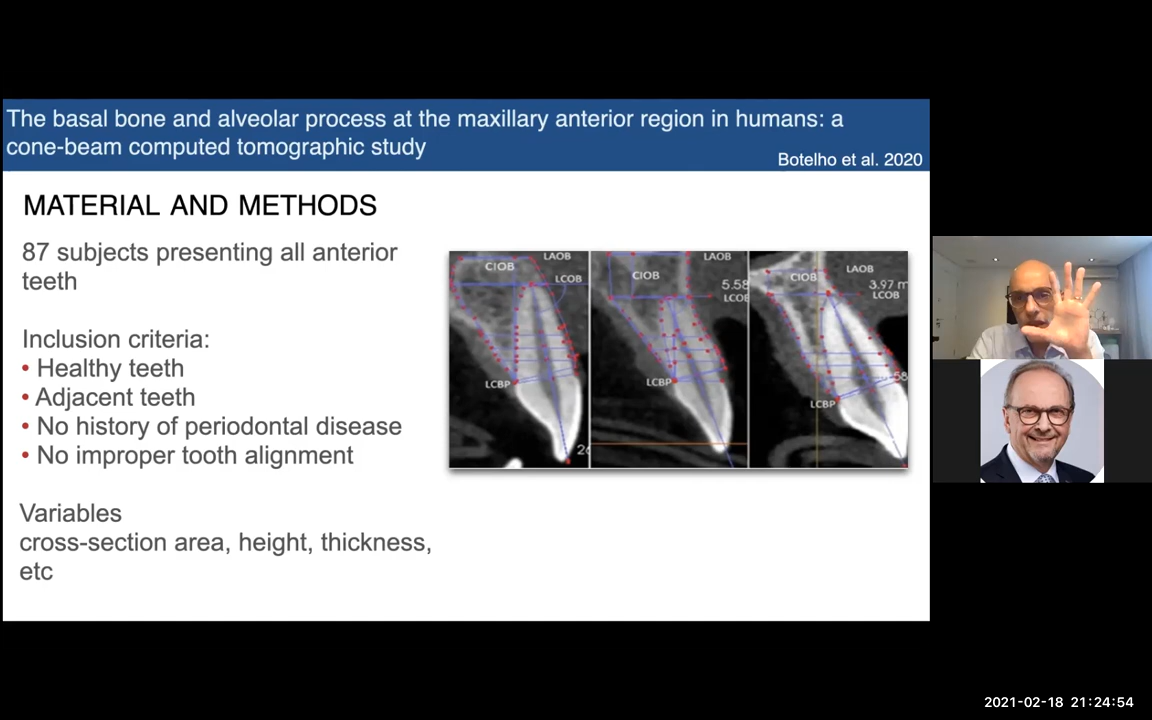 The basal bone and alveolar process at the maxillary anterior region in humans: a
cone-beam computed tomographic study
Botelho et al. 2020
MATERIAL AND METHODS
87 subjects presenting all anterior
teeth
Inclusion criteria:
• Healthy teeth
• Adjacent teeth
• No history of periodontal disease
• No improper tooth alignment
Variables
cross-section area, height, thickness,
etc
CIOB
LAOB
LCOB
LCBP
26
CIOB
LAOB
5.58
LCOB
LCBP
CIOB
LAOB
3.97 m
LCOB
58
LCBP
2021-02-18 21:24:54